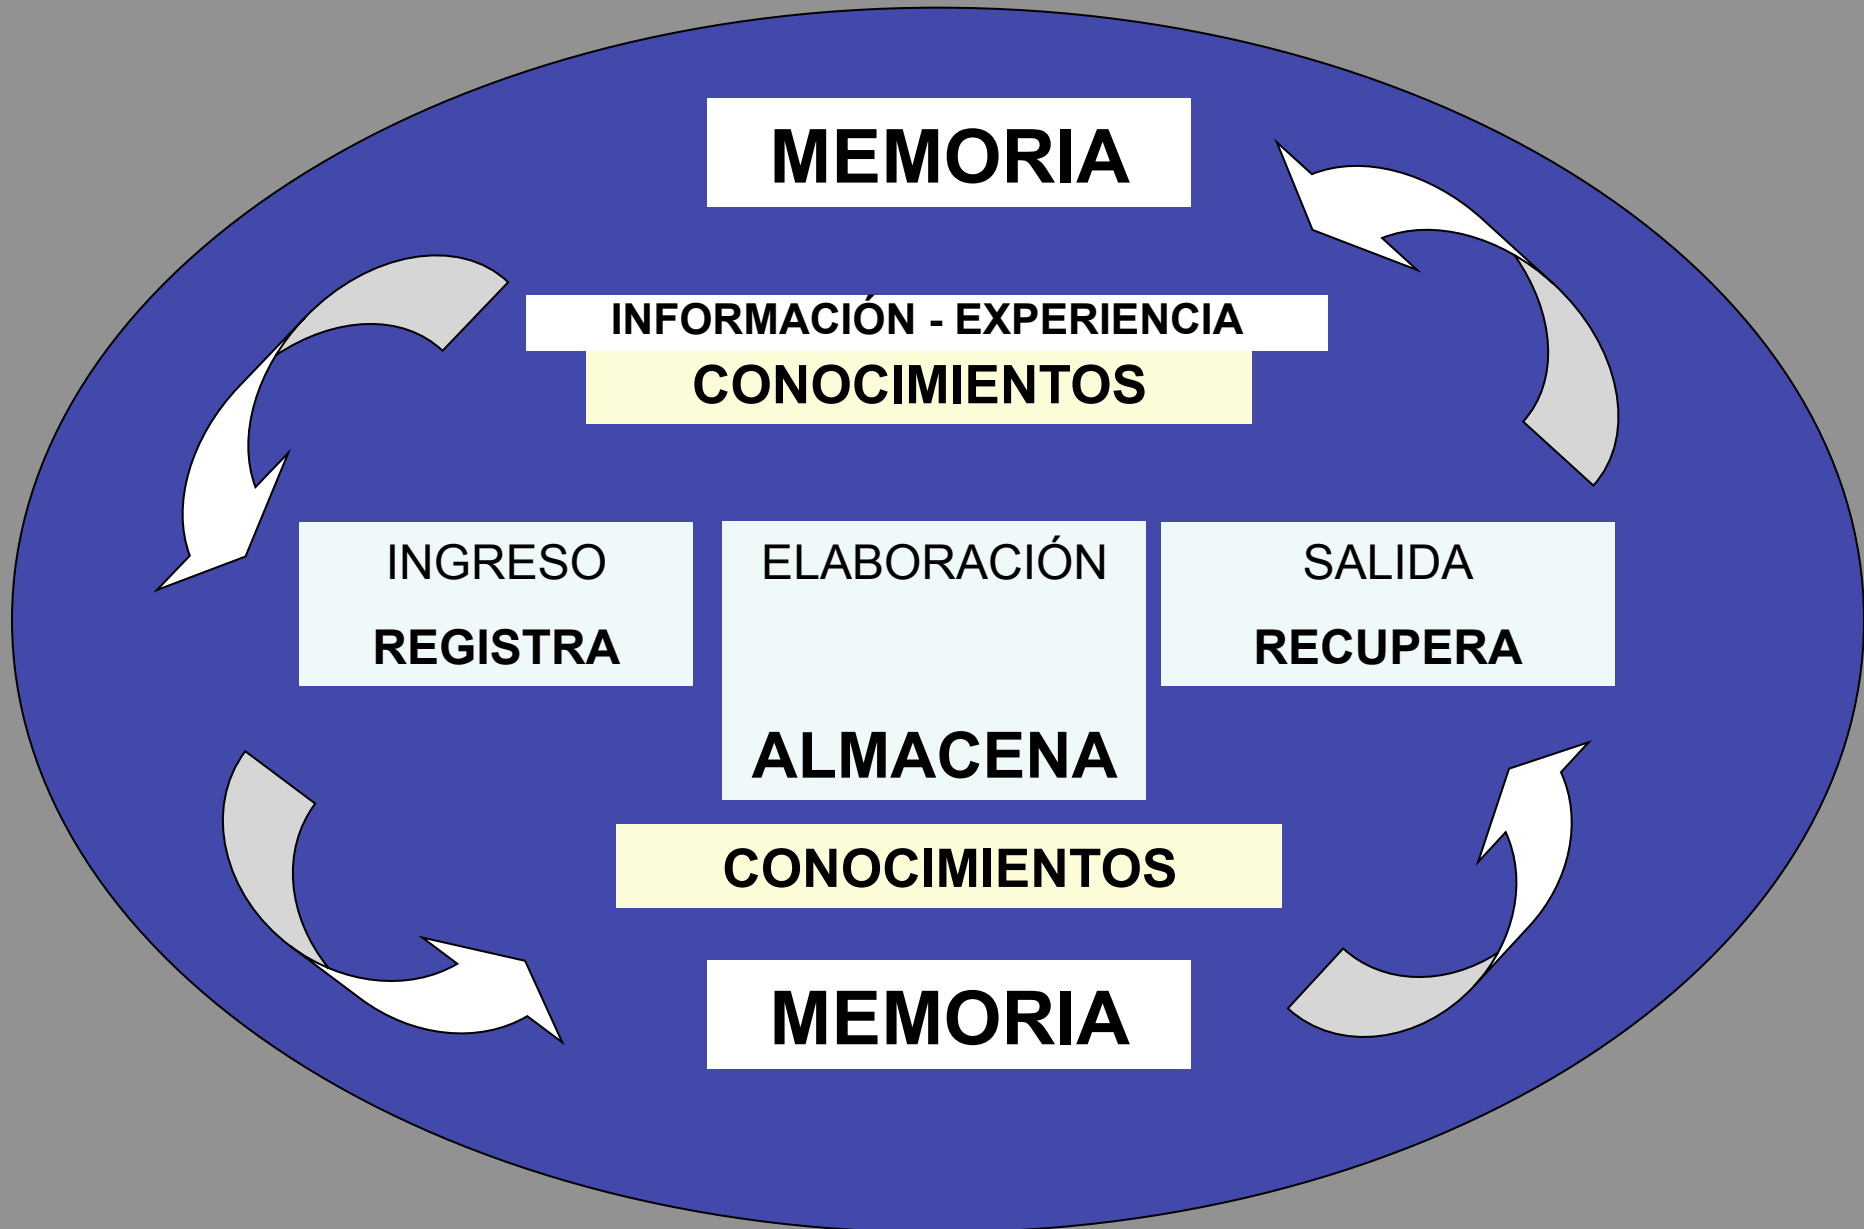 MEMORIA
INFORMACIÓN - EXPERIENCIA
CONOCIMIENTOS
INGRESO
REGISTRA
ELABORACIÓN
ALMACENA
SALIDA
RECUPERA
CONOCIMIENTOS
MEMORIA